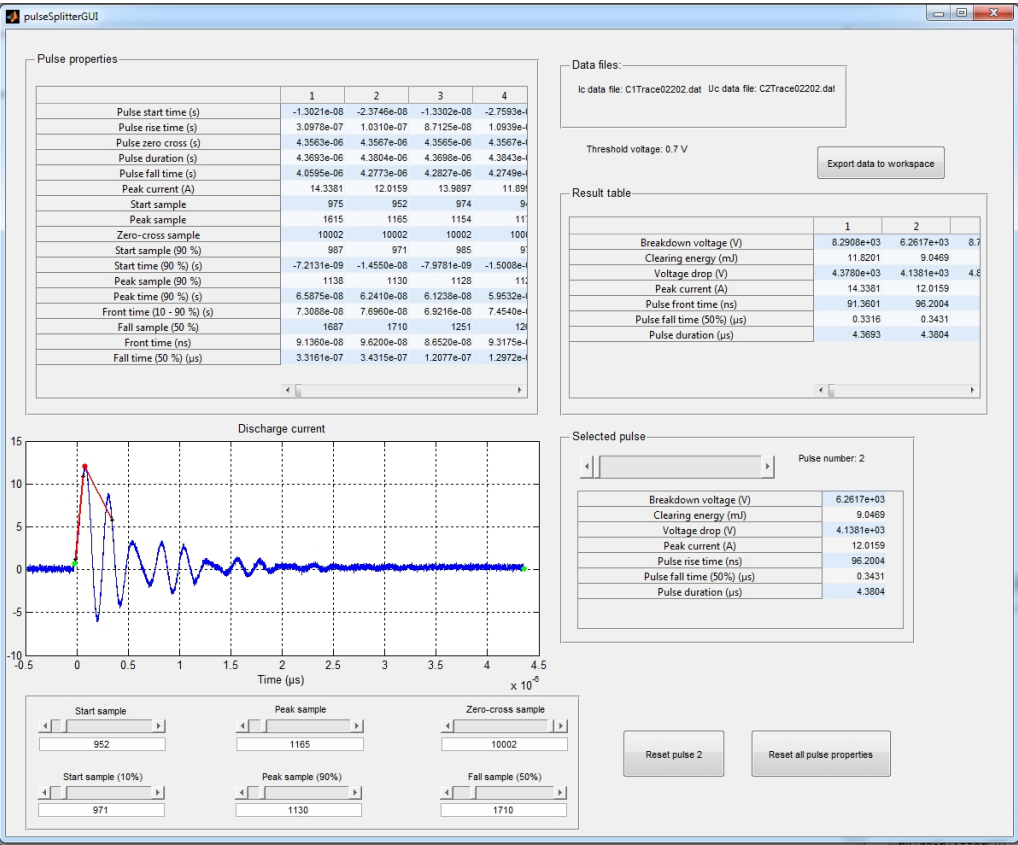 pulseSplitterGUI
Pulse properties
1 2 3 4
Pulse start time (s) -1.3021e-08 -2.3746e-08 -1.3302e-08 -2.7593e-
Pulse rise time (s) 3.0978e-07 1.0310e-07 8.7125e-08 1.0939e-
Pulse zero cross (s) 4.3563e-06 4.3567e-06 4.3565e-06 4.3567e-
Pulse duration (s) 4.3693e-06 4.3804e-06 4.3698e-06 4.3843e-
Pulse fall time (s) 4.0595e-06 4.2773e-06 4.2827e-06 4.2749e-
Peak current (A) 14.3381 12.0159 13.9897 11.899
Start sample 975 952 974 9
Peak sample 1615 1165 1154 11
Zero-cross sample 10002 10002 10002 100
Start sample (90 %) 987 971 985 9
Start time (90 %) (s) -7.2131e-09 -1.4550e-08 -7.9781e-09 -1.5008e-
Peak sample (90 %) 1138 1130 1128 11
Peak time (90 %) (s) 6.5875e-08 6.2410e-08 6.1238e-08 5.9532e-
Front time (10 - 90 %) (s) 7.3088e-08 7.6960e-08 6.9216e-08 7.4540e-
Fall sample (50 %) 1687 1710 1251 12
Front time (ns) 9.1360e-08 9.6200e-08 8.6520e-08 9.3175e-
Fall time (50 %) (µs) 3.3161e-07 3.4315e-07 1.2077e-07 1.2972e-
Data files:
Ic data file: C1Trace02202.dat Uc data file: C2Trace02202.dat
Threshold voltage: 0.7 V
Export data to workspace
Result table
1 2
Breakdown voltage (V) 8.2908e+03 6.2617e+03 8.7
Clearing energy (mJ) 11.8201 9.0469
Voltage drop (V) 4.3780e+03 4.1381e+03 4.8
Peak current (A) 14.3381 12.0159
Pulse front time (ns) 91.3601 96.2004
Pulse fall time (50%) (µs) 0.3316 0.3431
Pulse duration (µs) 4.3693 4.3804
Discharge current
15
10
5
0
-5
-10
-0.5 0 0.5 1 1.5 2 2.5 3 3.5 4 4.5
Time (µs)
x 10⁻⁶
Selected pulse
Pulse number: 2
Breakdown voltage (V) 6.2617e+03
Clearing energy (mJ) 9.0469
Voltage drop (V) 4.1381e+03
Peak current (A) 12.0159
Pulse rise time (ns) 96.2004
Pulse fall time (50%) (µs) 0.3431
Pulse duration (µs) 4.3804
Start sample Peak sample Zero-cross sample
952 1165 10002
Start sample (10%) Peak sample (90%) Fall sample (50%)
971 1130 1710
Reset pulse 2
Reset all pulse properties